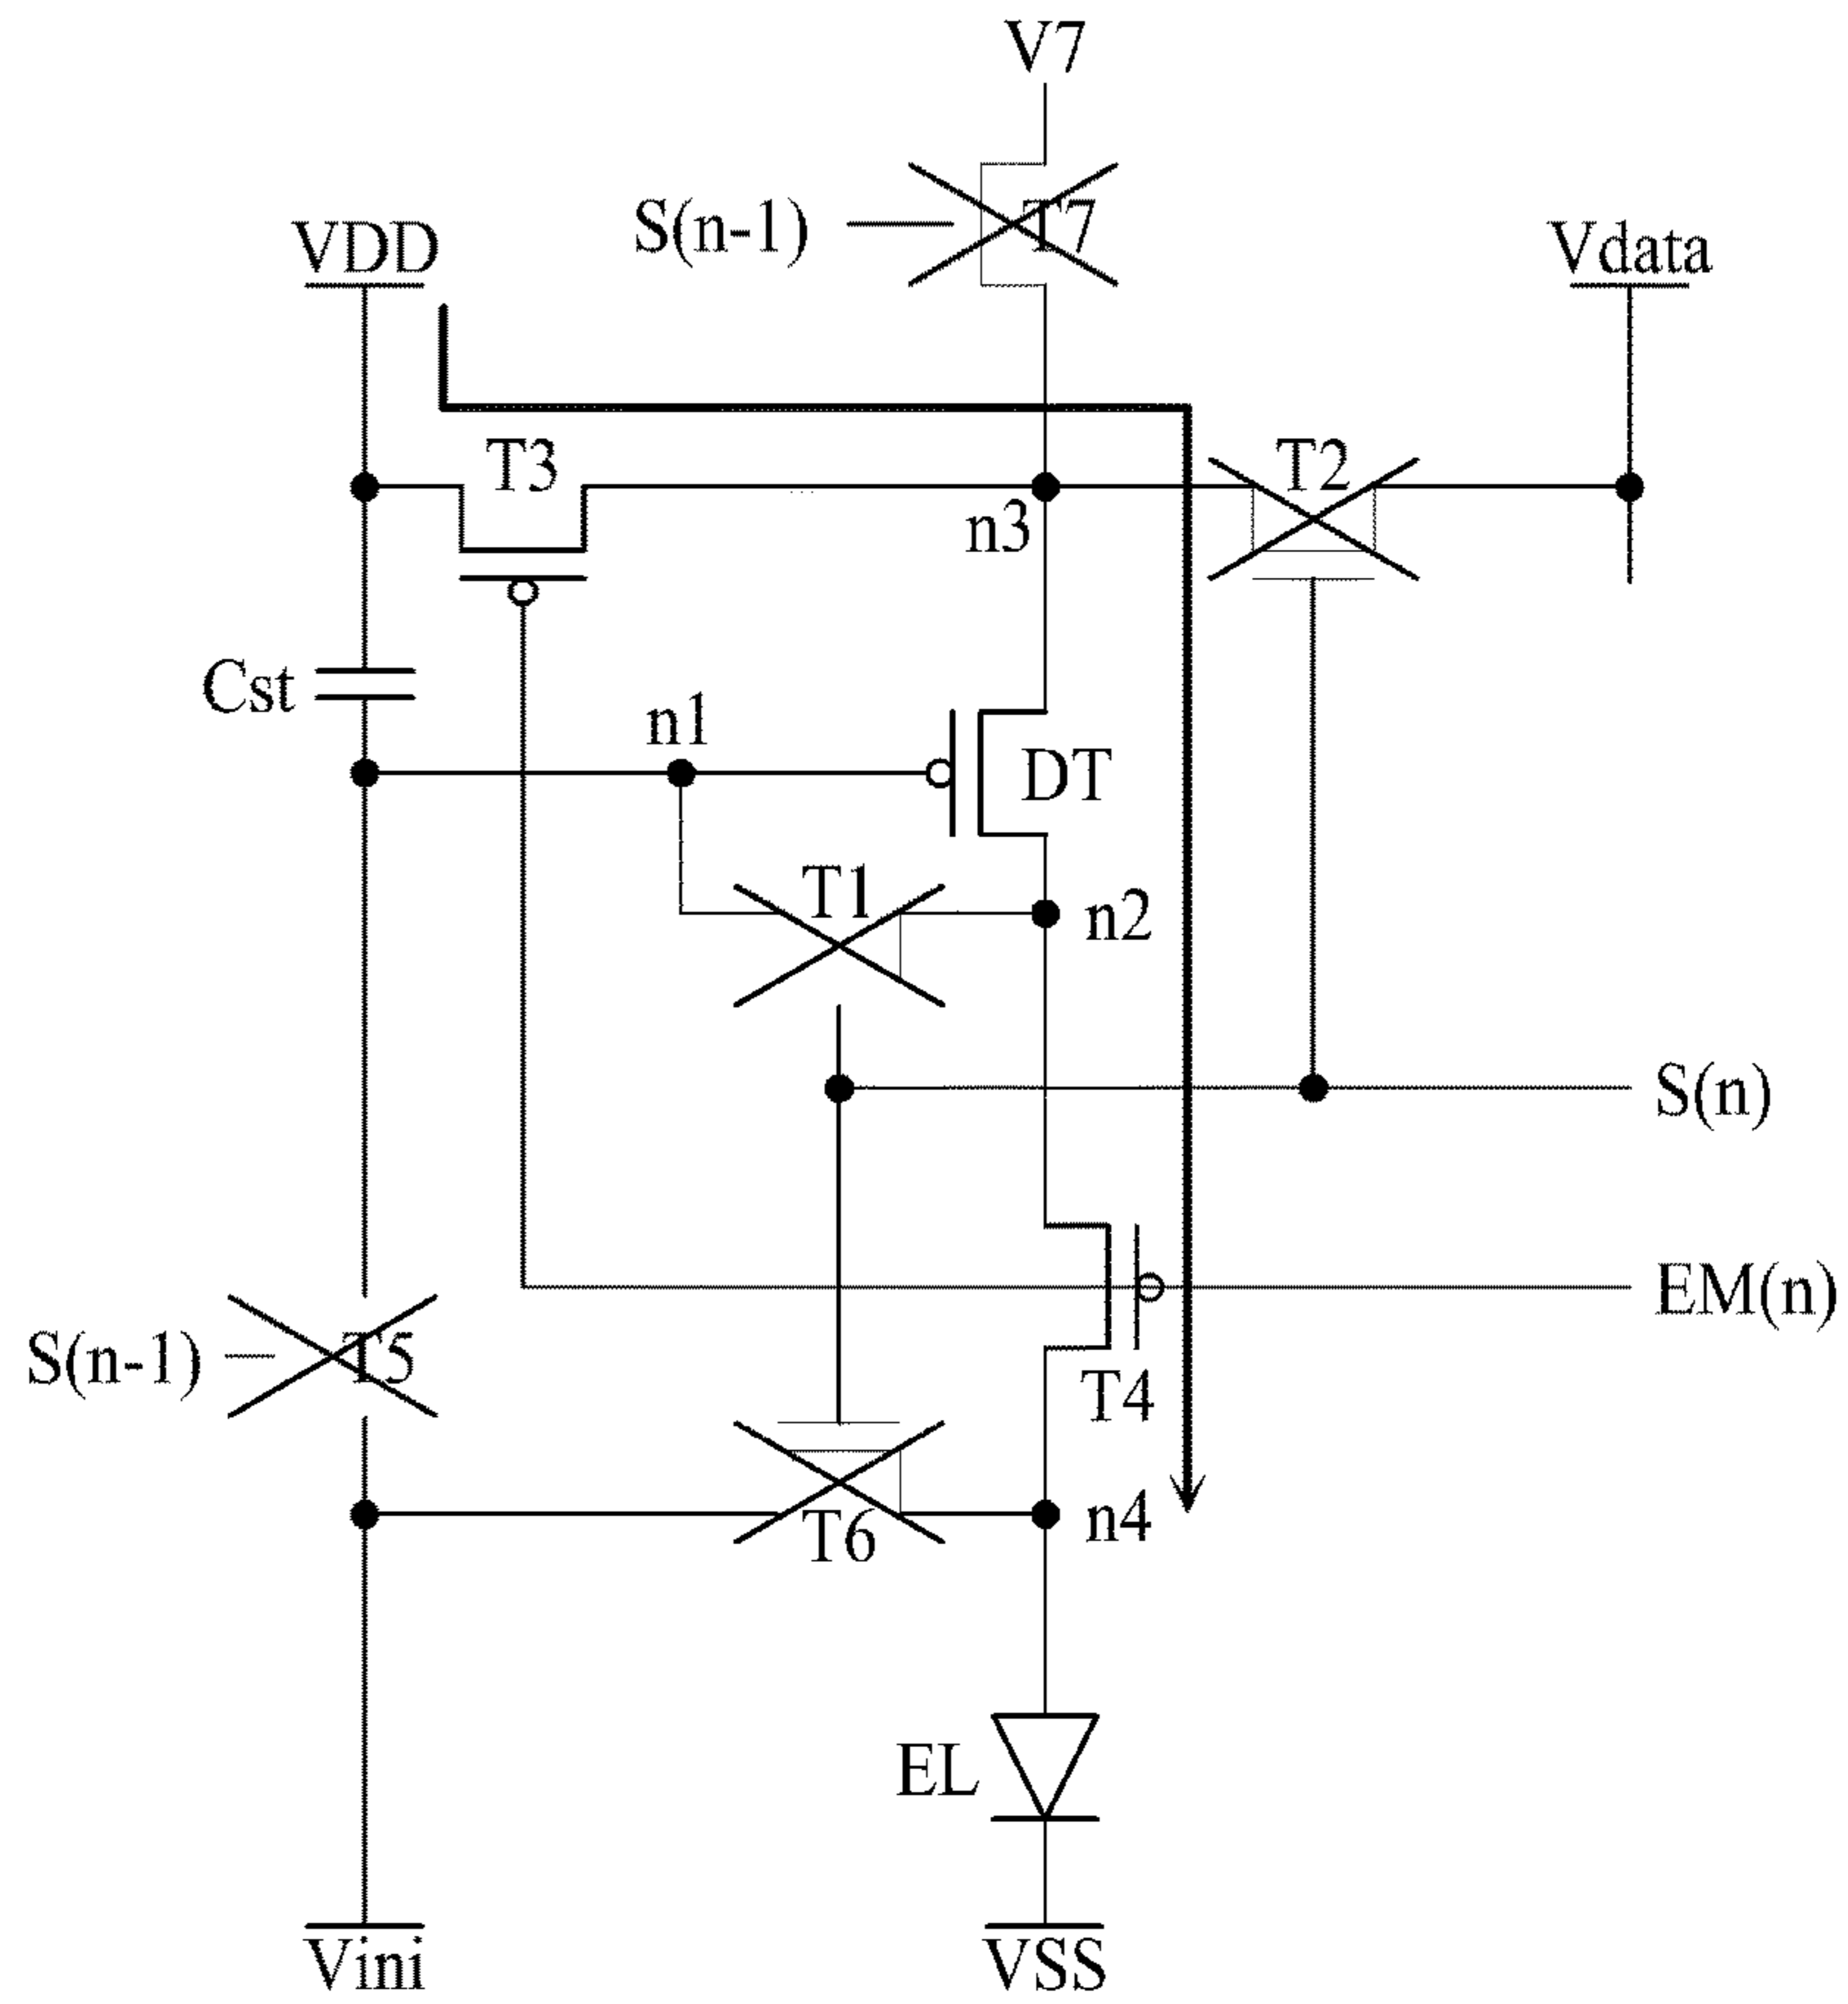 V7
S(n-1)
T7
VDD
Vdata
T3
T2
n3
Cst
n1
DT
T1
n2
S(n)
EM(n)
S(n-1)
T5
T4
n4
T6
EL
Vini
VSS